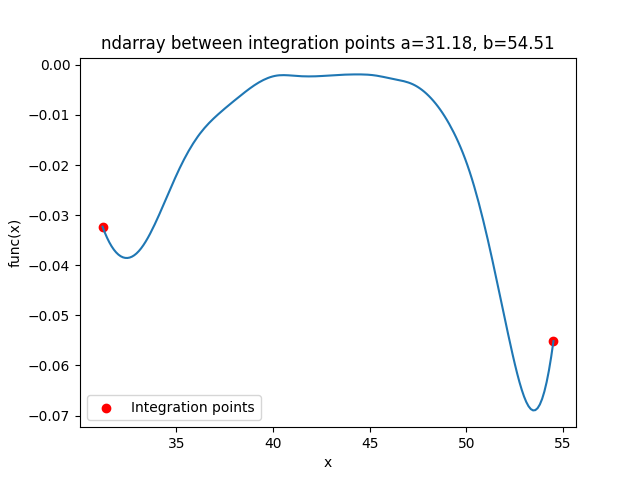 ndarray between integration points a=31.18, b=54.51
0.00
−0.01
−0.02
−0.03
−0.04
−0.05
−0.06
−0.07
func(x)
Integration points
35 40 45 50 55
x